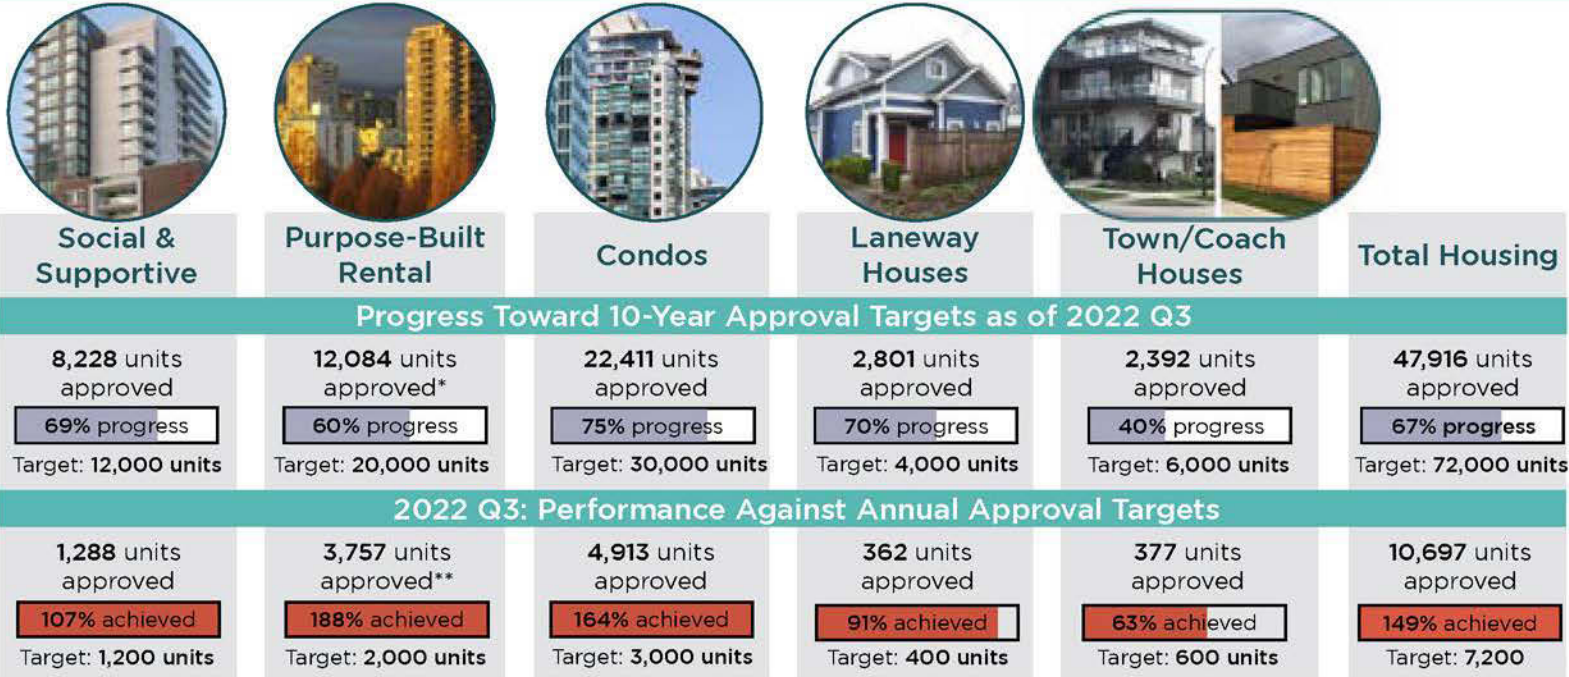 Social &
Supportive
Purpose-Built
Rental
Condos
Laneway
Houses
Town/Coach
Houses
Total Housing
Progress Toward 10-Year Approval Targets as of 2022 Q3
8,228 units
approved
69% progress
Target: 12,000 units
12,084 units
approved*
60% progress
Target: 20,000 units
22,411 units
approved
75% progress
Target: 30,000 units
2,801 units
approved
70% progress
Target: 4,000 units
2,392 units
approved
40% progress
Target: 6,000 units
47,916 units
approved
67% progress
Target: 72,000 units
2022 Q3: Performance Against Annual Approval Targets
1,288 units
approved
107% achieved
Target: 1,200 units
3,757 units
approved**
188% achieved
Target: 2,000 units
4,913 units
approved
164% achieved
Target: 3,000 units
362 units
approved
91% achieved
Target: 400 units
377 units
approved
63% achieved
Target: 600 units
10,697 units
approved
149% achieved
Target: 7,200